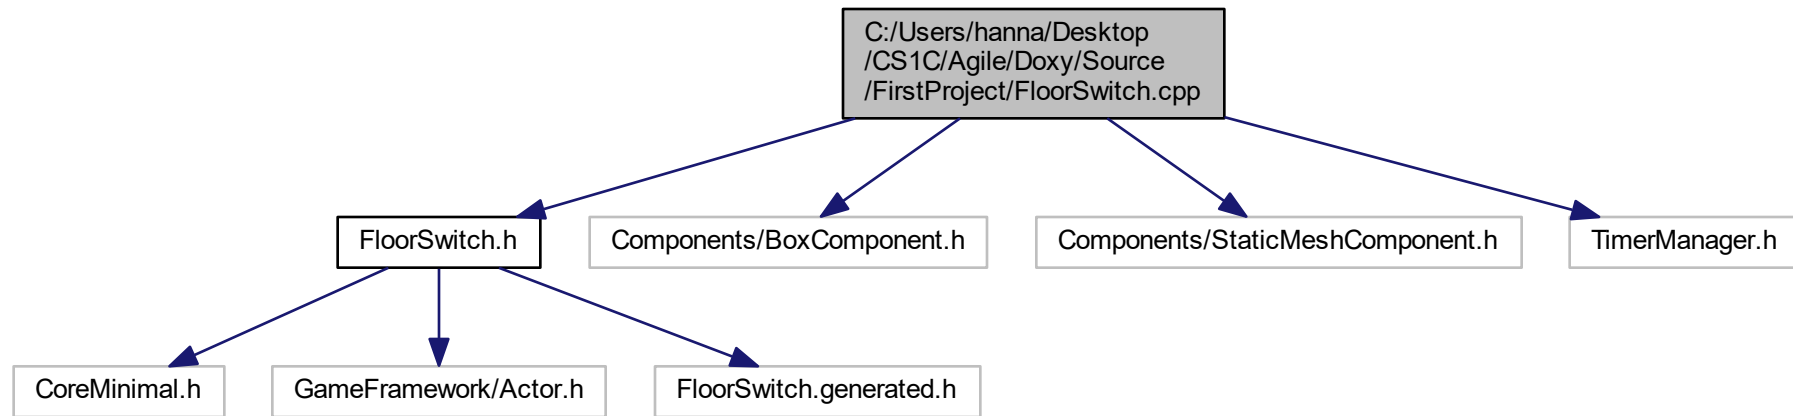 C:/Users/hanna/Desktop
/CS1C/Agile/Doxy/Source
/FirstProject/FloorSwitch.cpp
FloorSwitch.h
Components/BoxComponent.h
Components/StaticMeshComponent.h
TimerManager.h
CoreMinimal.h
GameFramework/Actor.h
FloorSwitch.generated.h